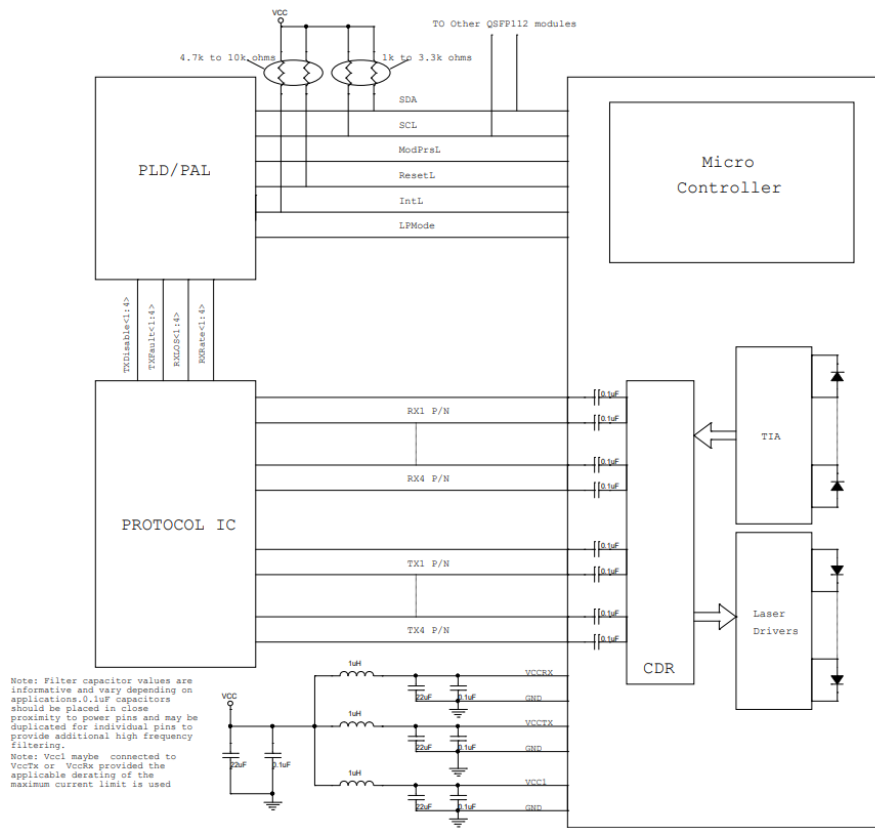 VCC
TO Other QSFP112 modules
4.7k to 10k ohms
1k to 3.3k ohms
SDA
SCL
ModPrsL
ResetL
IntL
LPMode
PLD/PAL
Micro
Controller
TXDisable<1:4>
TXFault<1:4>
RXLOS<1:4>
RXRate<1:4>
PROTOCOL IC
RX1 P/N
RX4 P/N
TX1 P/N
TX4 P/N
0.1uF
0.1uF
0.1uF
0.1uF
0.1uF
0.1uF
0.1uF
0.1uF
CDR
TIA
Laser
Drivers
Note: Filter capacitor values are
informative and vary depending on
applications.0.1uF capacitors
should be placed in close
proximity to power pins and may be
duplicated for individual pins to
provide additional high frequency
filtering.
Note: Vcc1 maybe connected to
VccTx or VccRx provided the
applicable derating of the
maximum current limit is used
VCC
22uF
0.1uF
1uH
22uF
0.1uF
VCCRX
GND
1uH
22uF
0.1uF
VCCTX
GND
1uH
22uF
0.1uF
VCC1
GND